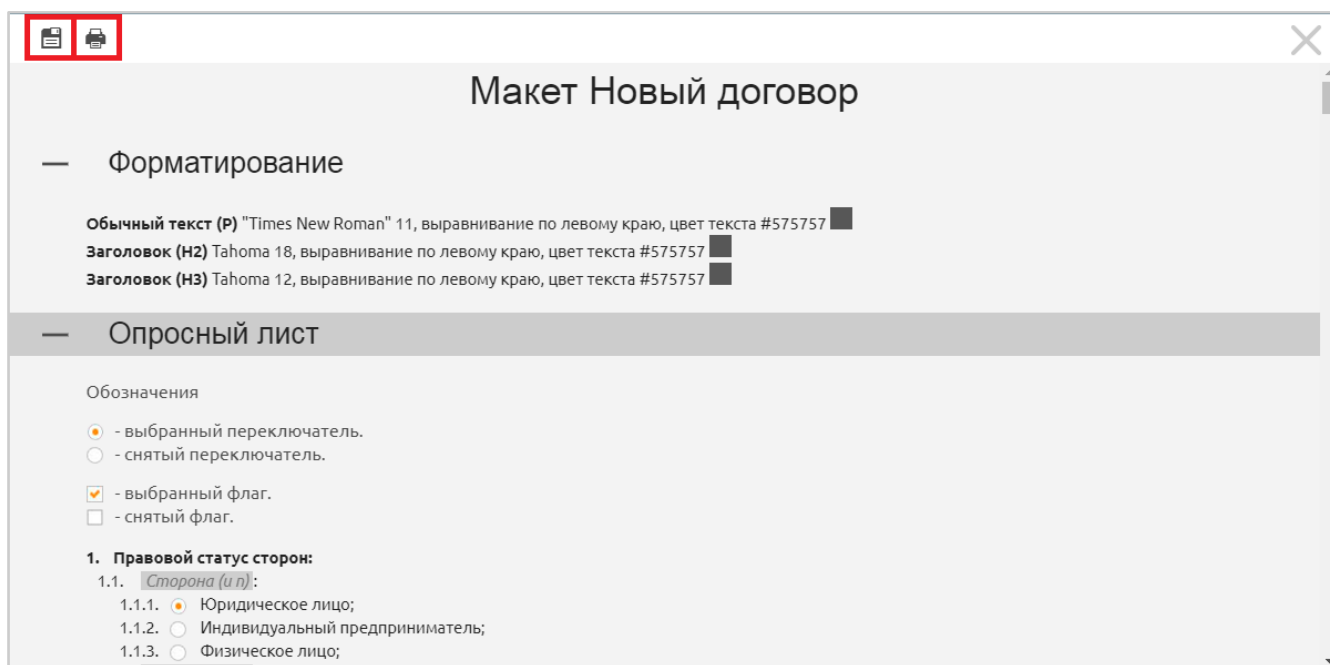 Макет Новый договор
Форматирование
Обычный текст (P) "Times New Roman" 11, выравнивание по левому краю, цвет текста #575757
Заголовок (H2) Tahoma 18, выравнивание по левому краю, цвет текста #575757
Заголовок (H3) Tahoma 12, выравнивание по левому краю, цвет текста #575757
Опросный лист
Обозначения
- выбранный переключатель.
- снятый переключатель.
- выбранный флаг.
- снятый флаг.
1. Правовой статус сторон:
1.1. Сторона (и п):
1.1.1. Юридическое лицо;
1.1.2. Индивидуальный предприниматель;
1.1.3. Физическое лицо;